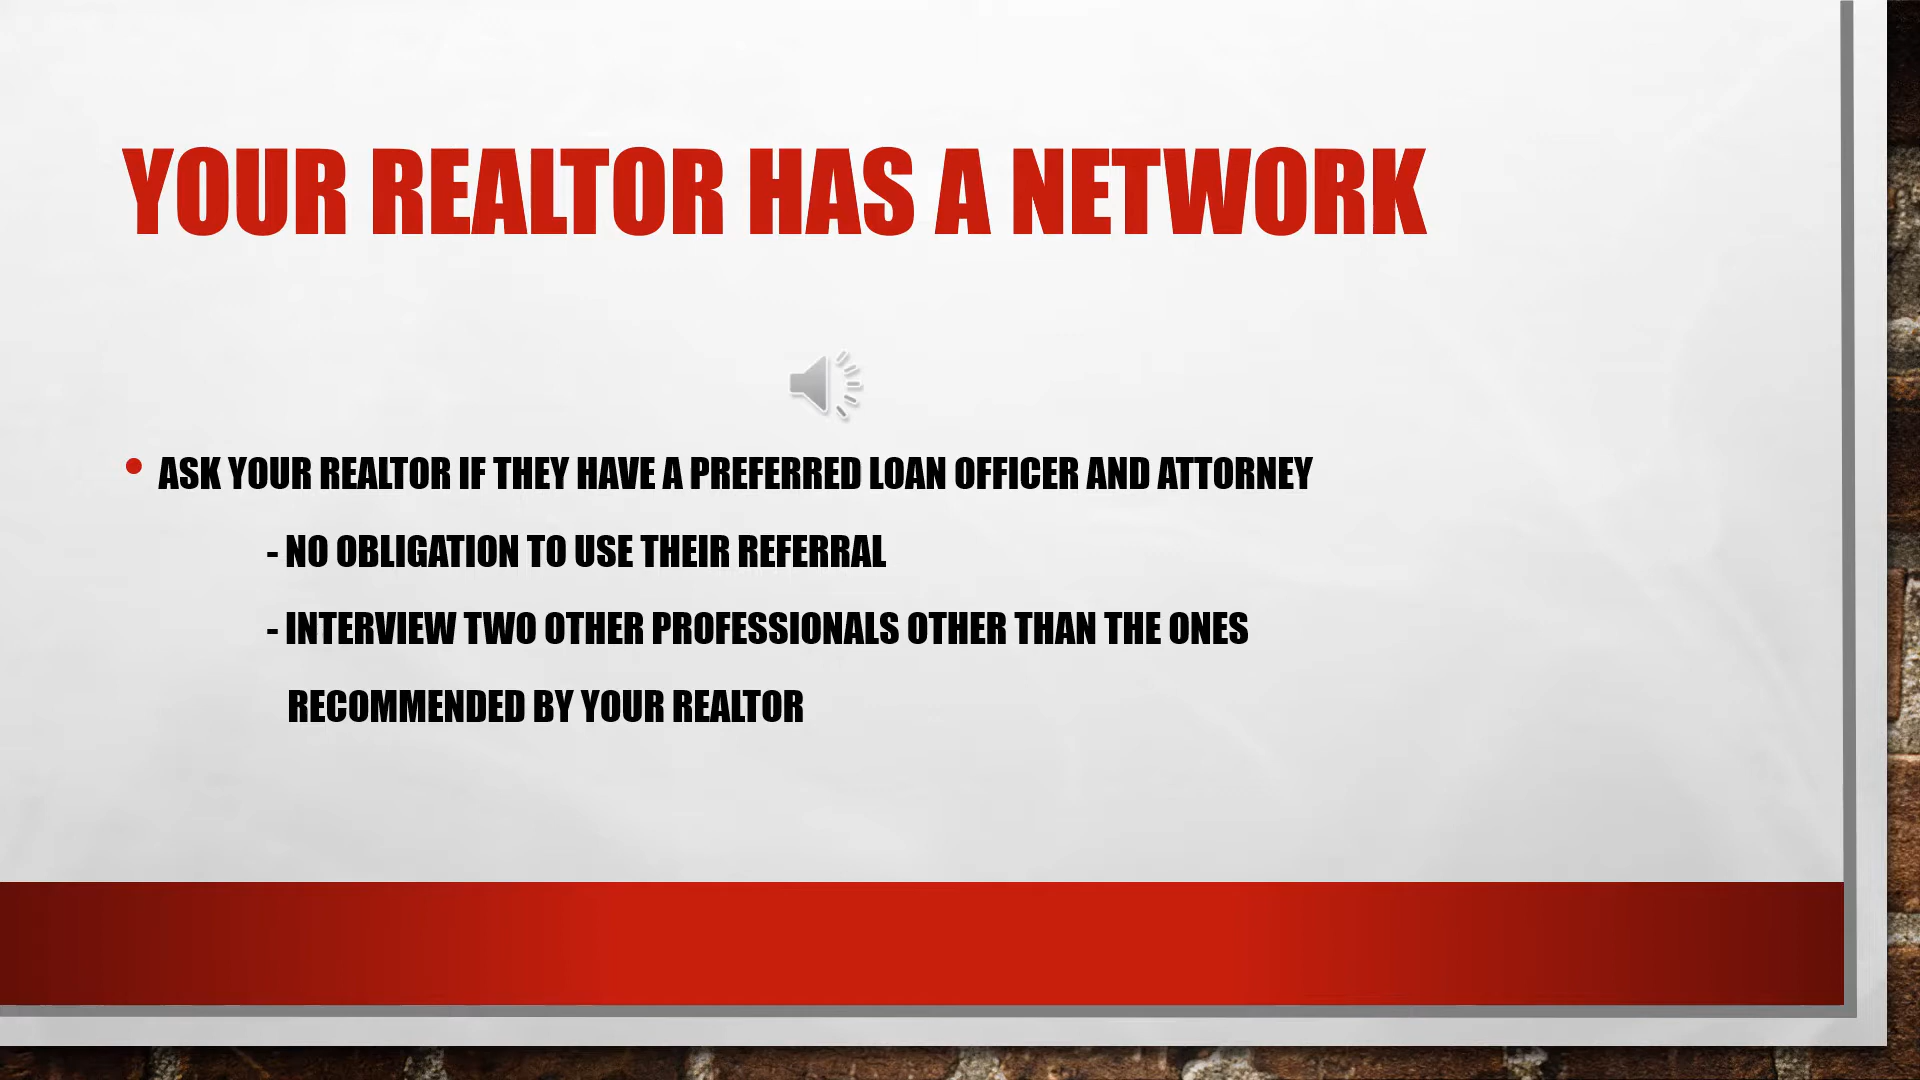 YOUR REALTOR HAS A NETWORK
• ASK YOUR REALTOR IF THEY HAVE A PREFERRED LOAN OFFICER AND ATTORNEY
- NO OBLIGATION TO USE THEIR REFERRAL
- INTERVIEW TWO OTHER PROFESSIONALS OTHER THAN THE ONES
RECOMMENDED BY YOUR REALTOR